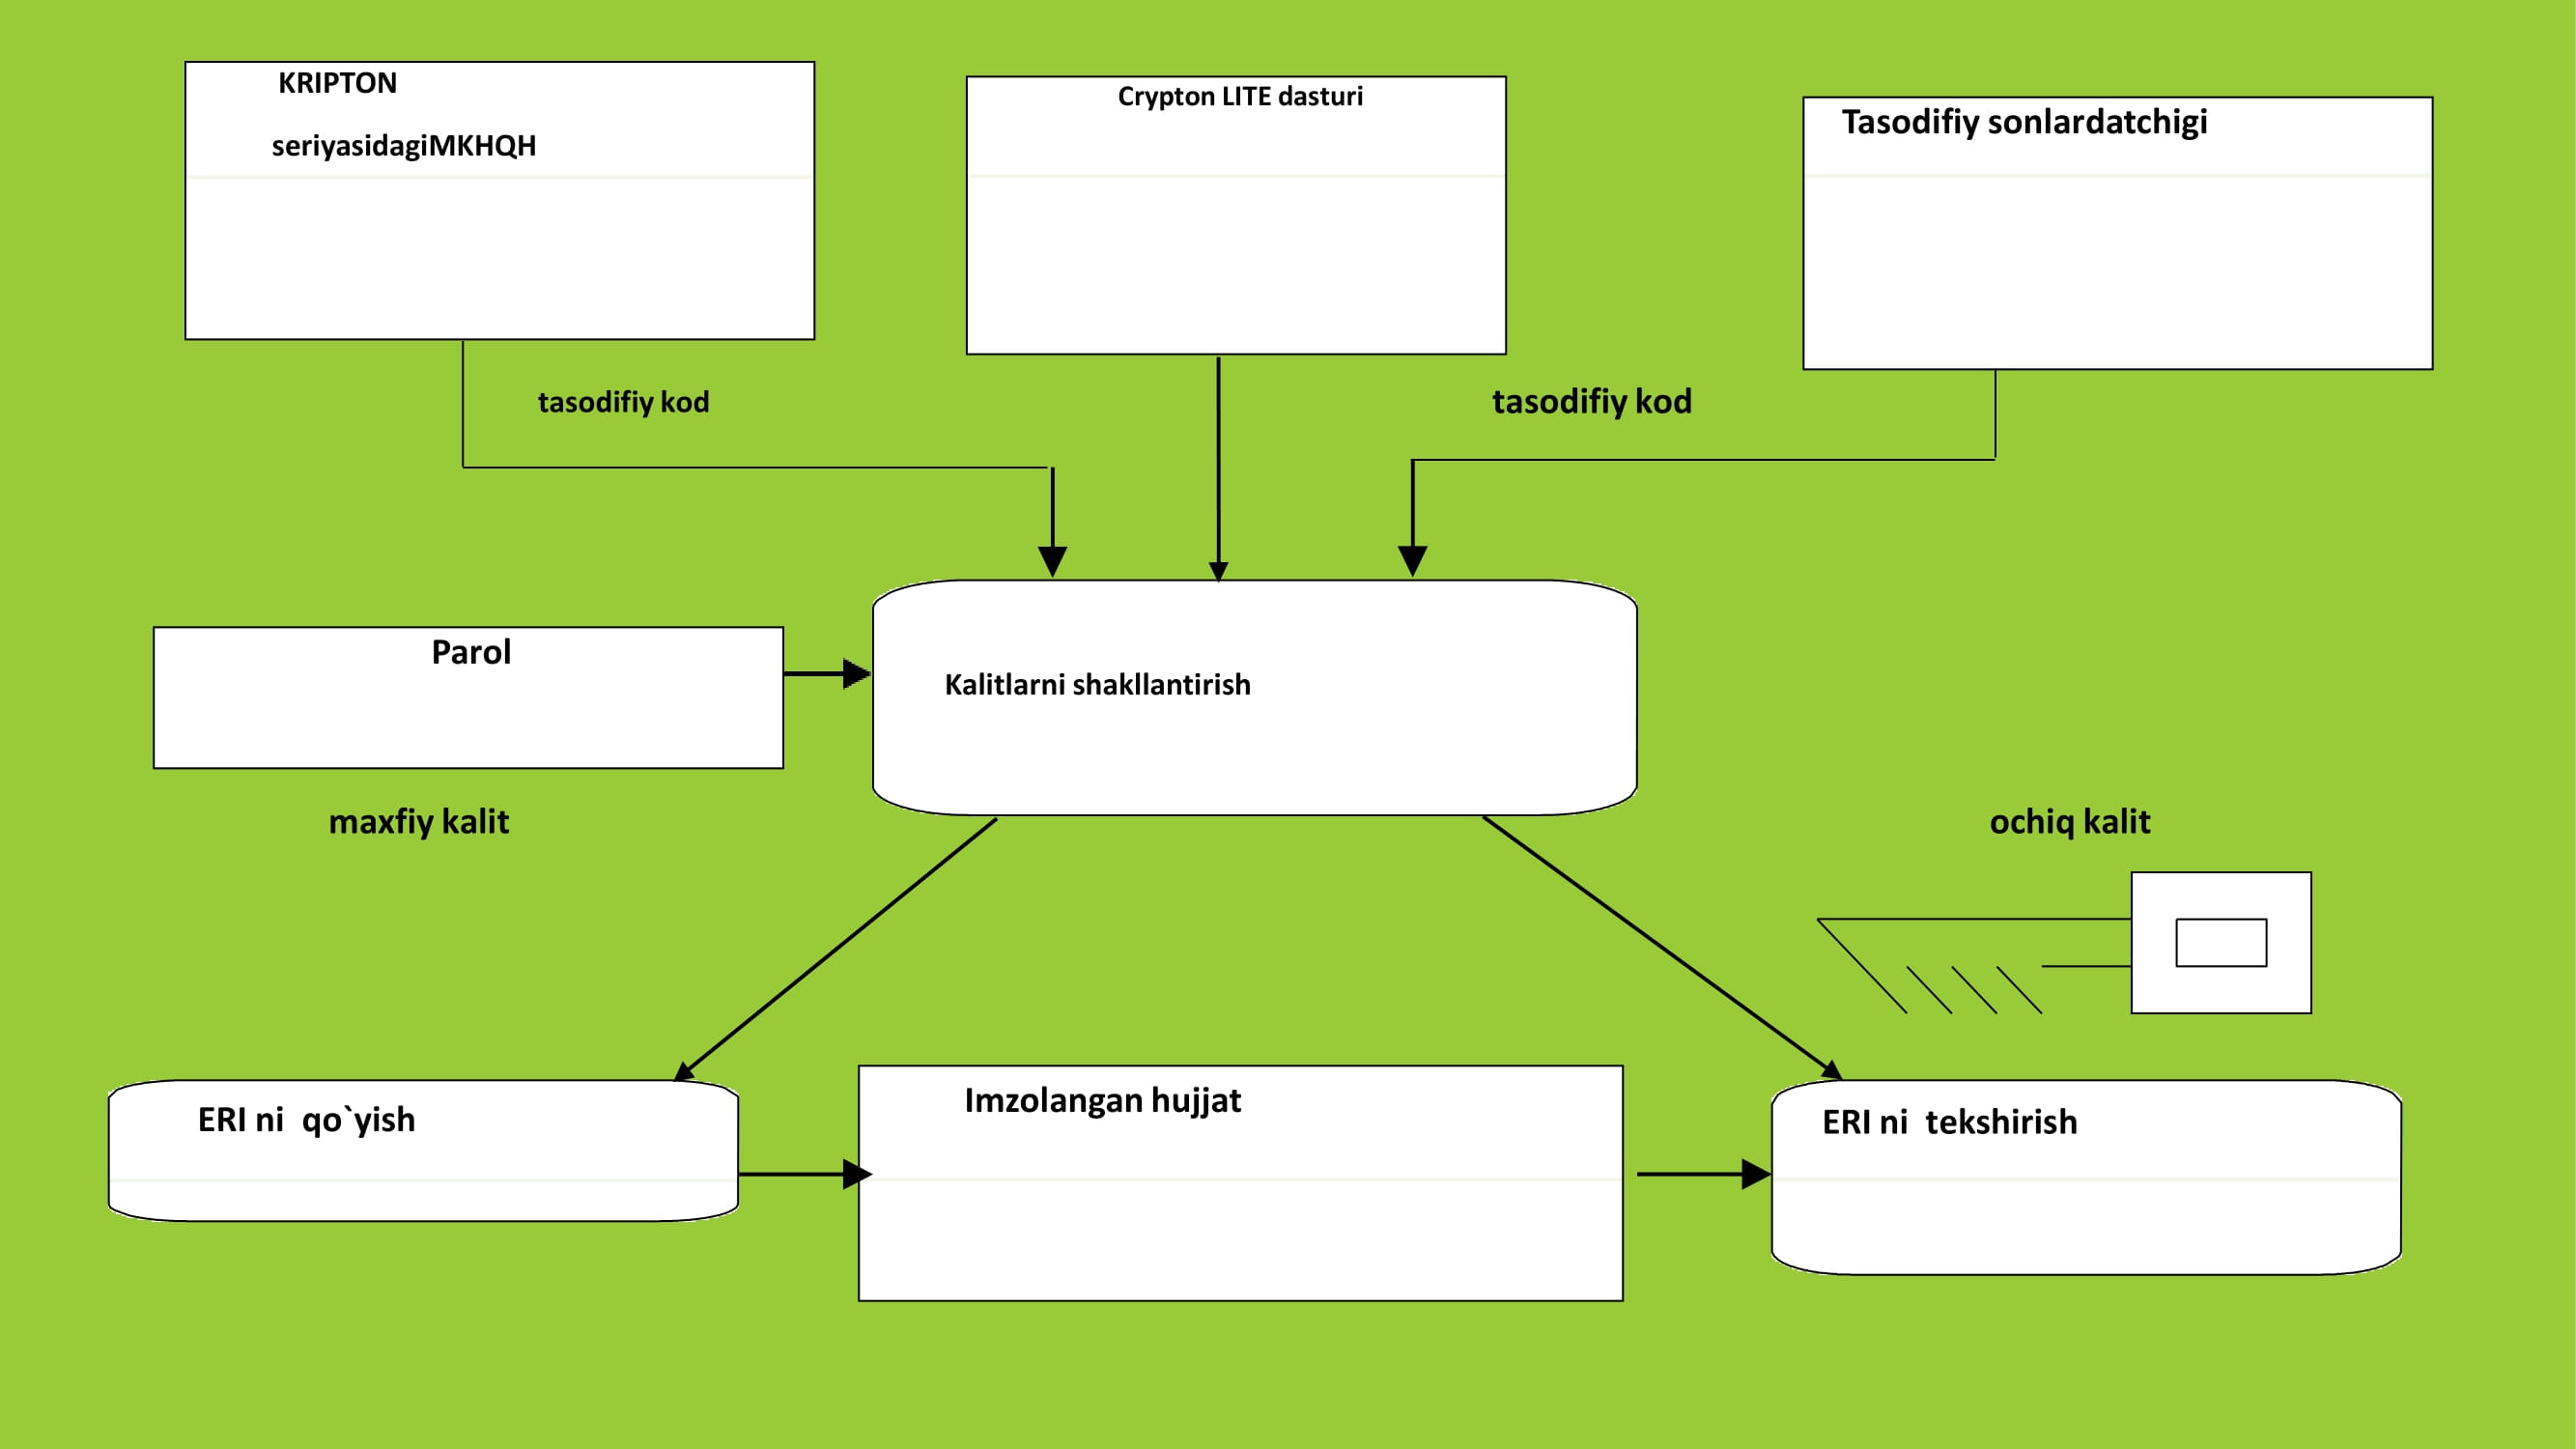 KRIPTON
seriyasidagiMKHQH
Crypton LITE dasturi
Tasodifiy sonlardatchigi
tasodifiy kod
tasodifiy kod
Parol
Kalitlarni shakllantirish
maxfiy kalit
ochiq kalit
ERI ni  qo`yish
Imzolangan hujjat
ERI ni  tekshirish